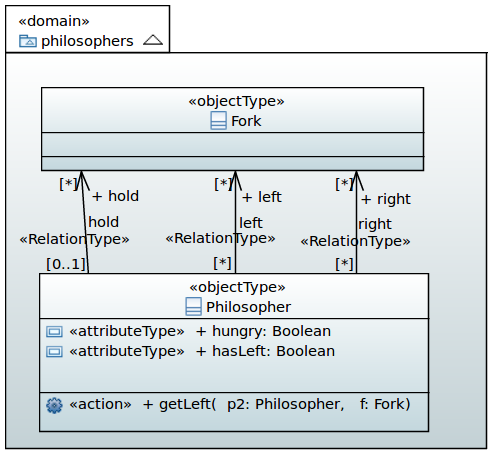 «domain»
philosophers
«objectType»
Fork
[*] [*] [*]
+ hold + left + right
hold left right
«RelationType» «RelationType» «RelationType»
[0..1] [*] [*]
«objectType»
Philosopher
«attributeType» + hungry: Boolean
«attributeType» + hasLeft: Boolean
«action» + getLeft( p2: Philosopher, f: Fork)